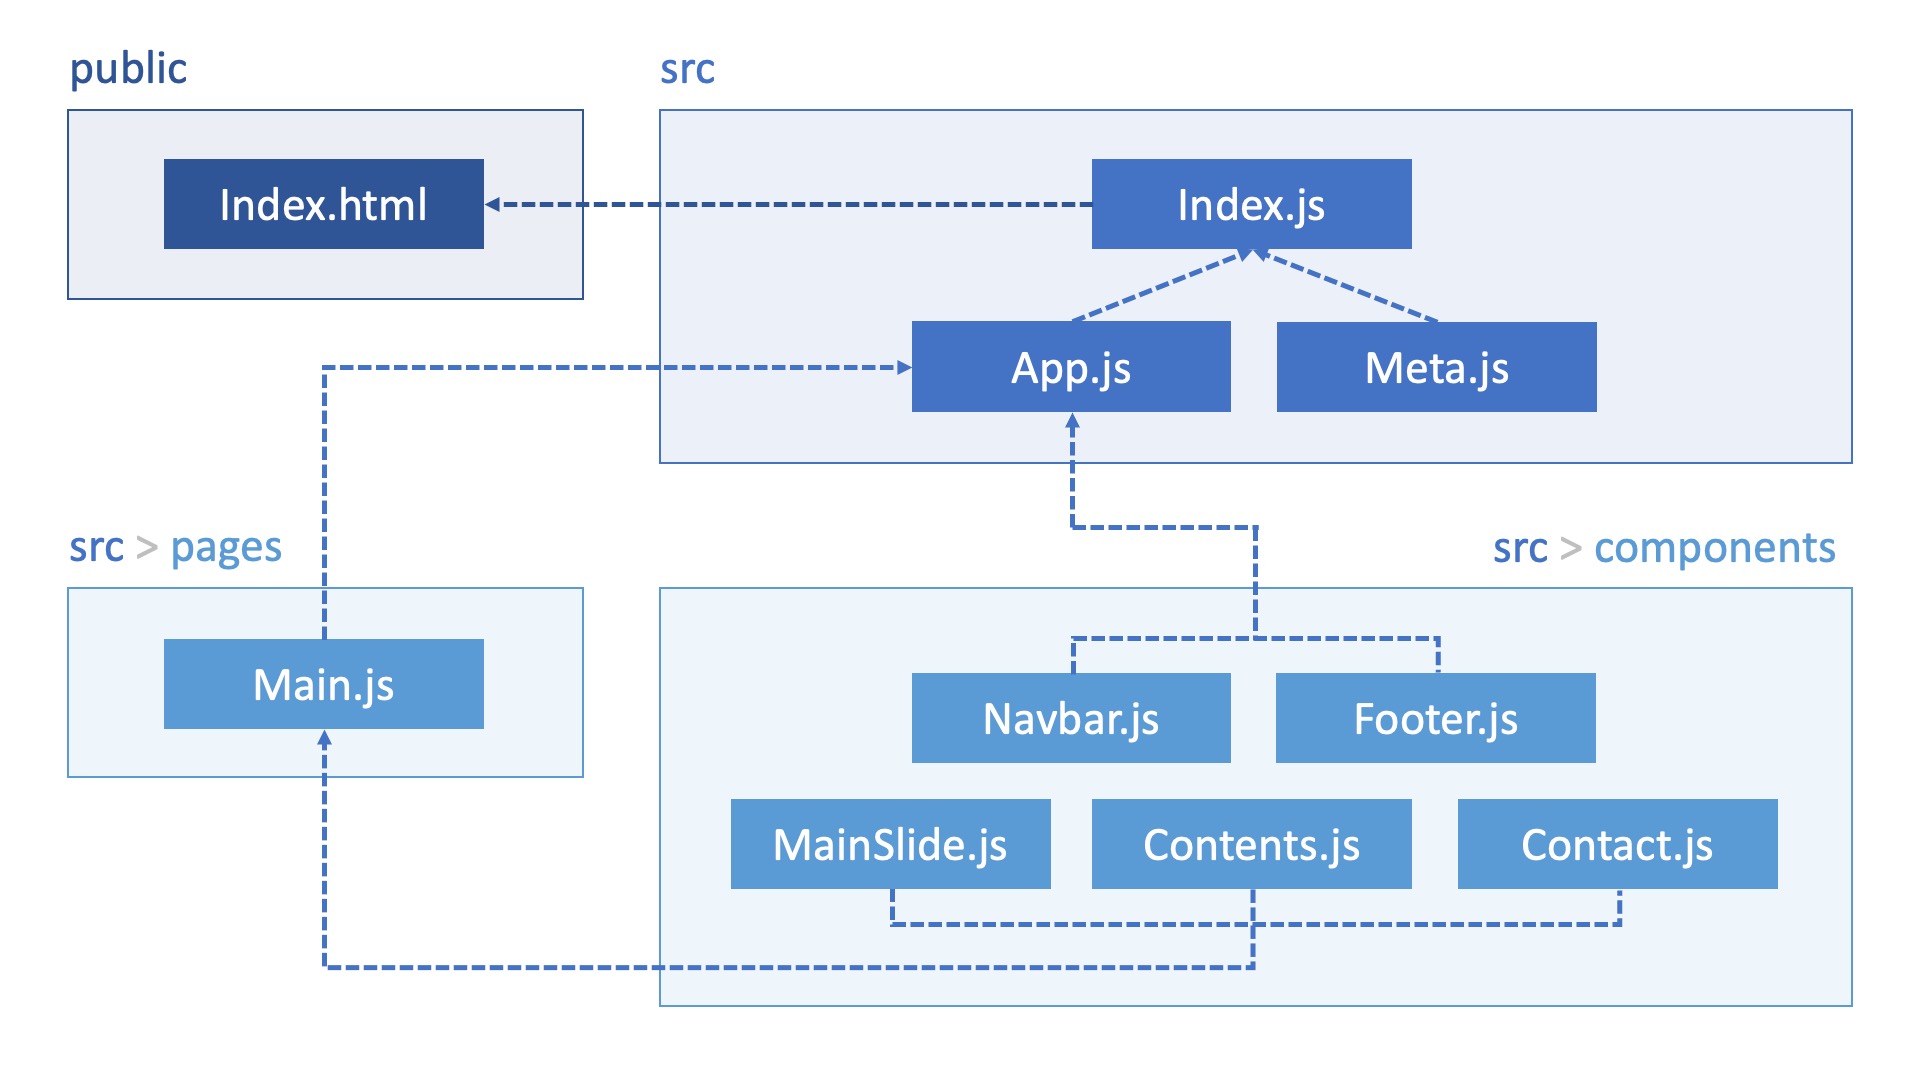 public
src
Index.html
Index.js
App.js
Meta.js
src > pages
src > components
Main.js
Navbar.js
Footer.js
MainSlide.js
Contents.js
Contact.js